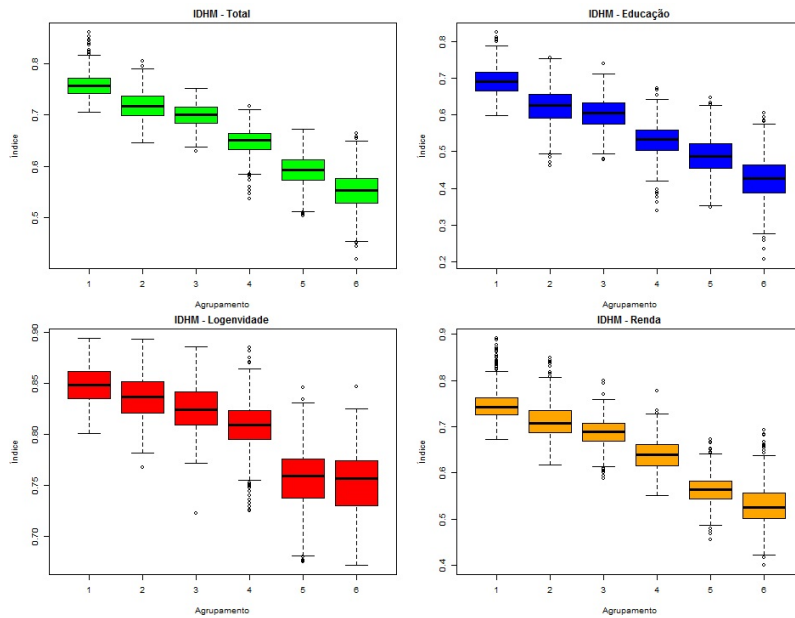 IDHM - Total
Índice
0.8
0.7
0.6
0.5
1 2 3 4 5 6
Agrupamento
IDHM - Educação
Índice
0.8
0.7
0.6
0.5
0.4
0.3
0.2
1 2 3 4 5 6
Agrupamento
IDHM - Logenvidade
Índice
0.90
0.85
0.80
0.75
0.70
1 2 3 4 5 6
Agrupamento
IDHM - Renda
Índice
0.9
0.8
0.7
0.6
0.5
0.4
1 2 3 4 5 6
Agrupamento